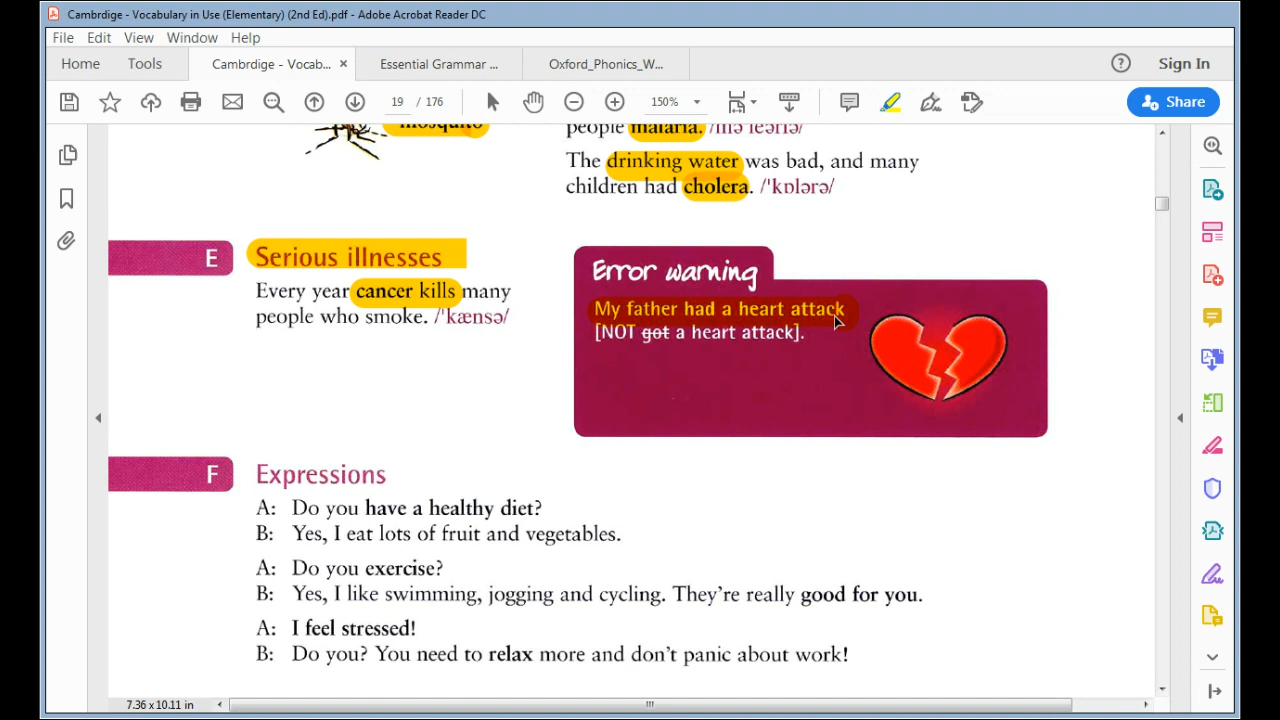 Cambrdige - Vocabulary in Use (Elementary) (2nd Ed).pdf - Adobe Acrobat Reader DC
File Edit View Window Help
Home Tools Cambrdige - Vocab... × Essential Grammar ... Oxford_Phonics_W... ? Sign In
19 / 176 150% Share
mosquito
people malaria. /məˈleəriə/
The drinking water was bad, and many
children had cholera. /ˈkɒlərə/
E Serious illnesses
Every year cancer kills many
people who smoke. /ˈkænsə/
Error warning
My father had a heart attack
[NOT got a heart attack].
F Expressions
A: Do you have a healthy diet?
B: Yes, I eat lots of fruit and vegetables.
A: Do you exercise?
B: Yes, I like swimming, jogging and cycling. They're really good for you.
A: I feel stressed!
B: Do you? You need to relax more and don't panic about work!
7.36 x 10.11 in